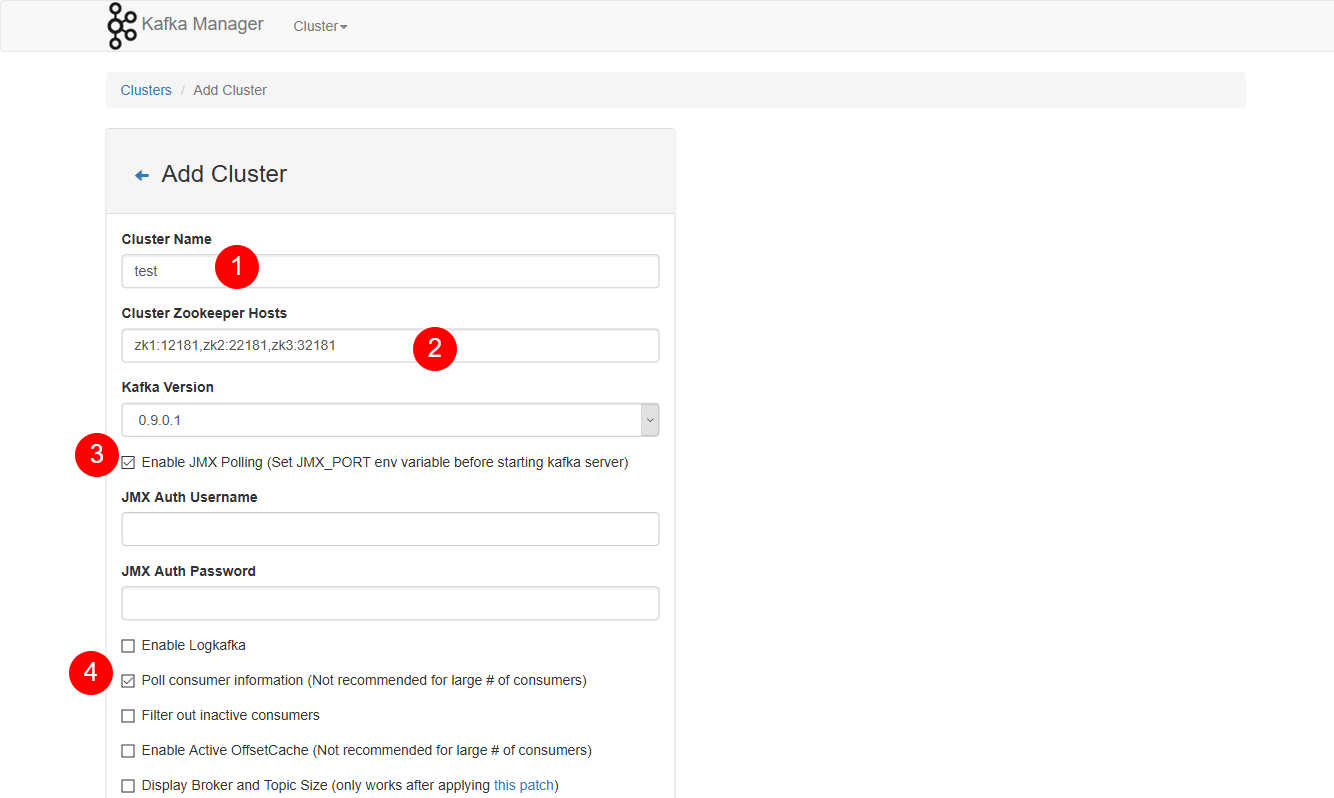 Kafka Manager Cluster
Clusters / Add Cluster
Add Cluster
Cluster Name
test
1
Cluster Zookeeper Hosts
zk1:12181,zk2:22181,zk3:32181
2
Kafka Version
0.9.0.1
3
Enable JMX Polling (Set JMX_PORT env variable before starting kafka server)
JMX Auth Username
JMX Auth Password
Enable Logkafka
4
Poll consumer information (Not recommended for large # of consumers)
Filter out inactive consumers
Enable Active OffsetCache (Not recommended for large # of consumers)
Display Broker and Topic Size (only works after applying this patch)